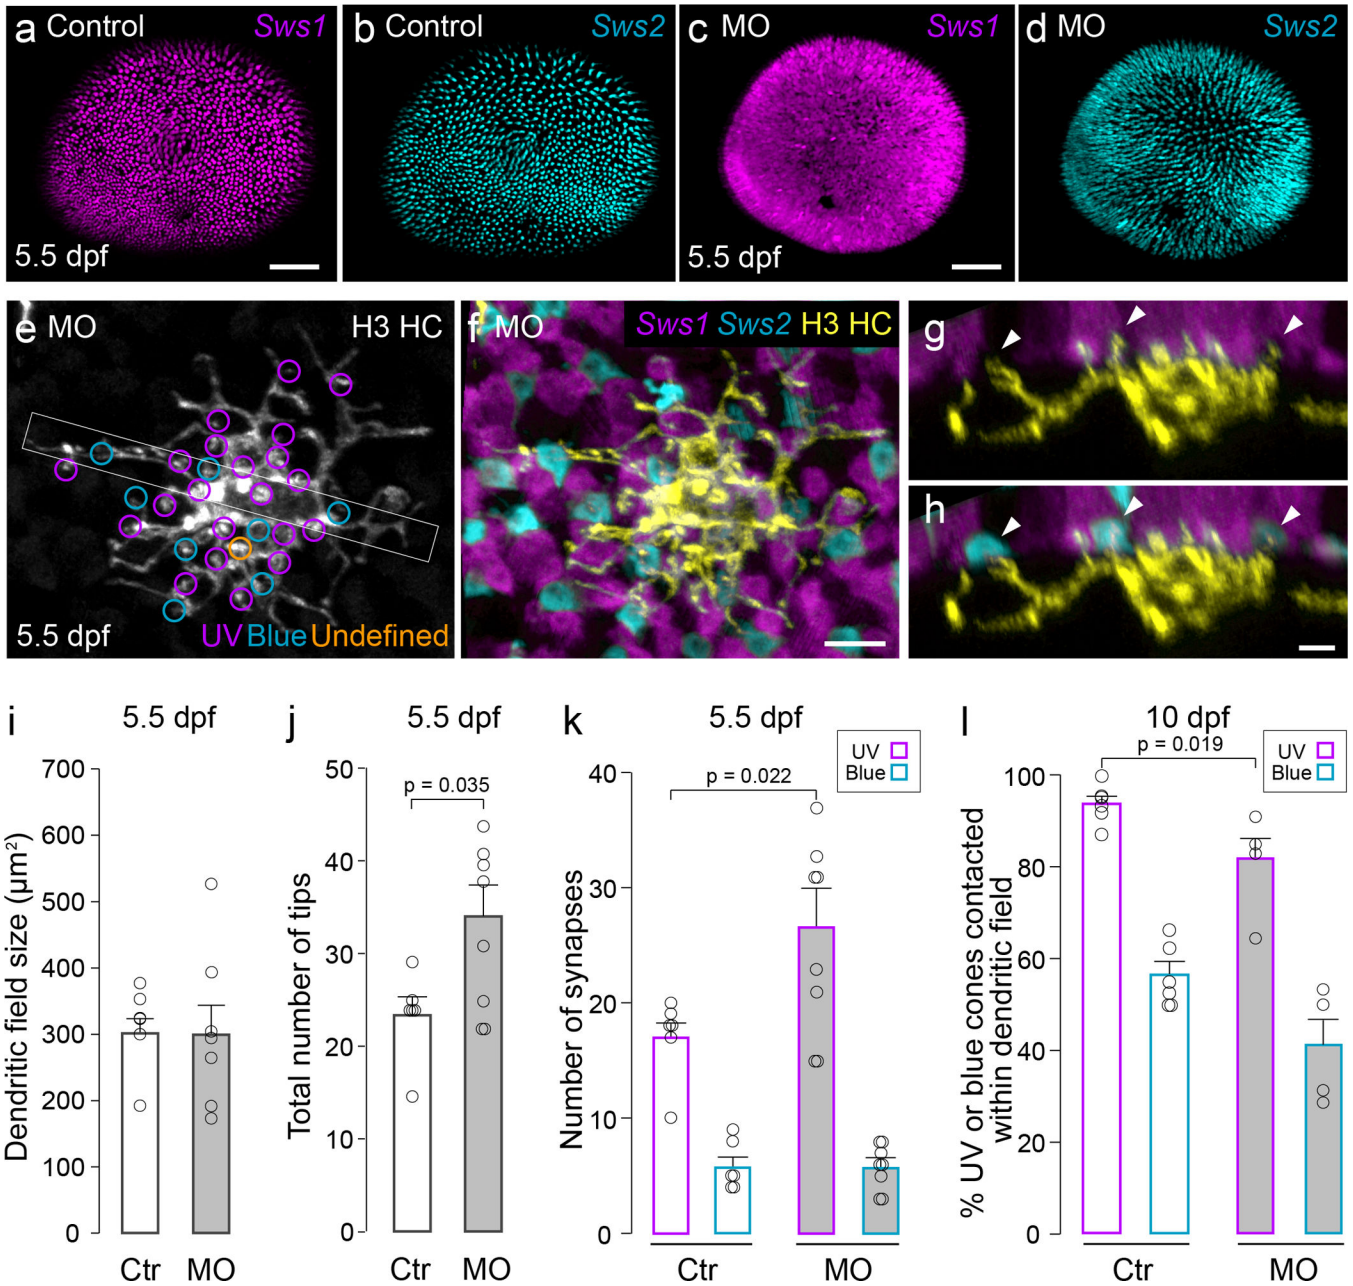 a Control Sws1
b Control Sws2
c MO Sws1
d MO Sws2
5.5 dpf
5.5 dpf
e MO H3 HC
f MO Sws1 Sws2 H3 HC
g
h
5.5 dpf
UV Blue Undefined
i 5.5 dpf
j 5.5 dpf
k 5.5 dpf
l 10 dpf
Dendritic field size (µm²)
700
600
500
400
300
200
100
0
Ctr MO
Total number of tips
50
40
30
20
10
0
p = 0.035
Ctr MO
Number of synapses
40
30
20
10
0
p = 0.022
UV
Blue
Ctr MO
% UV or blue cones contacted
within dendritic field
100
80
60
40
20
0
p = 0.019
UV
Blue
Ctr MO